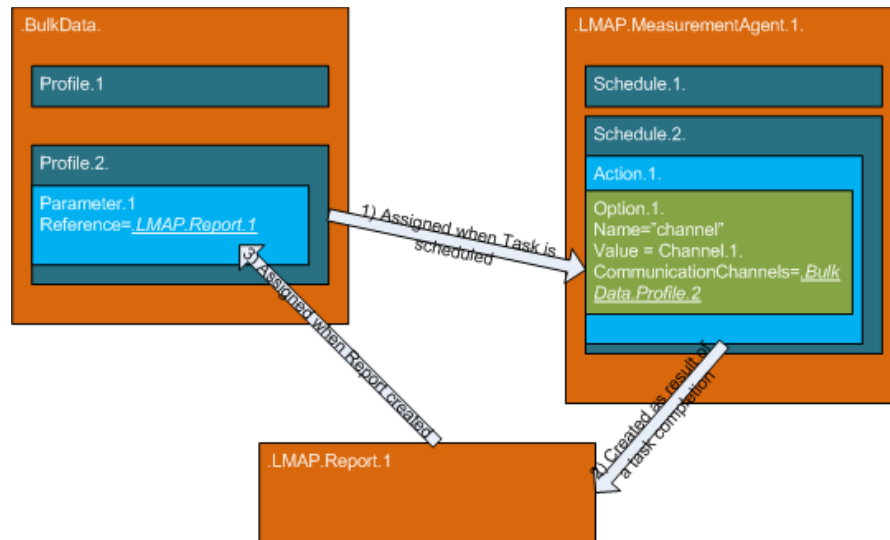 .BulkData.
Profile.1
Profile.2.
Parameter.1
Reference=.LMAP.Report.1
.LMAP.MeasurementAgent.1.
Schedule.1.
Schedule.2.
Action.1.
Option.1.
Name="channel"
Value = Channel.1.
CommunicationChannels=.Bulk
Data.Profile.2
1) Assigned when Task is
scheduled
2) Created as result of
a task completion
3) Assigned when Report created
.LMAP.Report.1